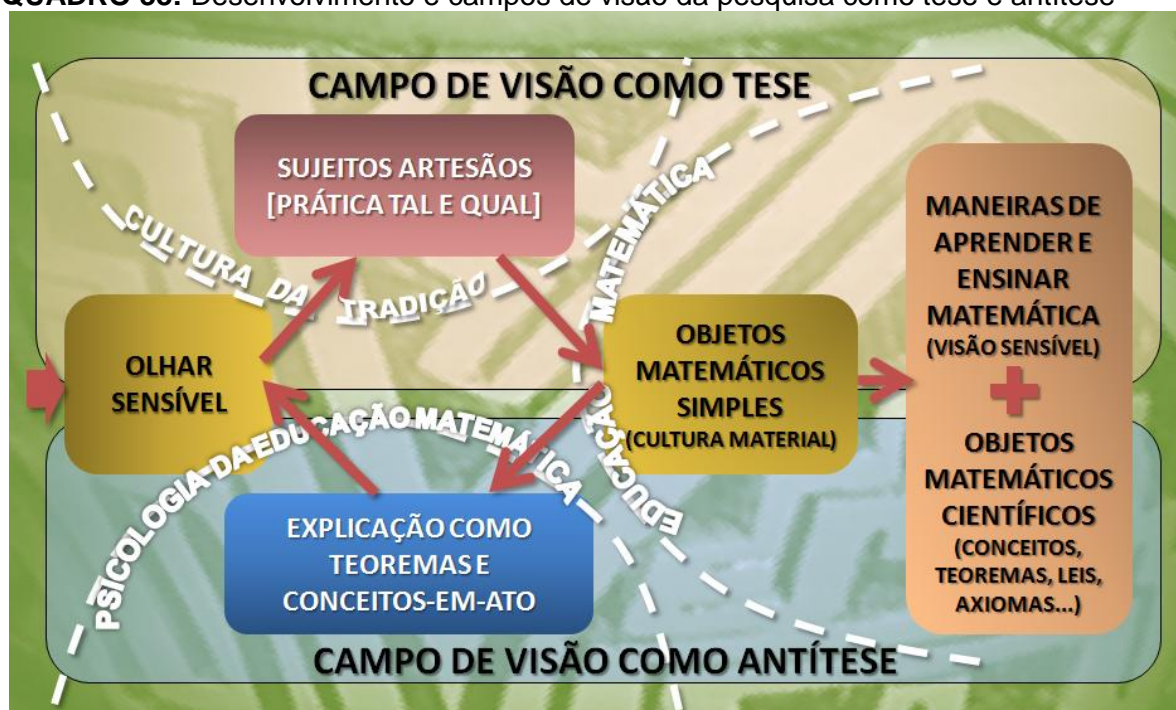 Desenvolvimento e campos de visão da pesquisa como tese e antítese
CAMPO DE VISÃO COMO TESE
SUJEITOS ARTESÃOS
[PRÁTICA TAL E QUAL]
CULTURA DA TRADIÇÃO
EDUCAÇÃO MATEMÁTICA
OLHAR
SENSÍVEL
OBJETOS
MATEMÁTICOS
SIMPLES
(CULTURA MATERIAL)
MANEIRAS DE
APRENDER E
ENSINAR
MATEMÁTICA
(VISÃO SENSÍVEL)
+
OBJETOS
MATEMÁTICOS
CIENTÍFICOS
(CONCEITOS,
TEOREMAS, LEIS,
AXIOMAS...)
PSICOLOGIA DA EDUCAÇÃO MATEMÁTICA
EXPLICAÇÃO COMO
TEOREMAS E
CONCEITOS-EM-ATO
CAMPO DE VISÃO COMO ANTÍTESE